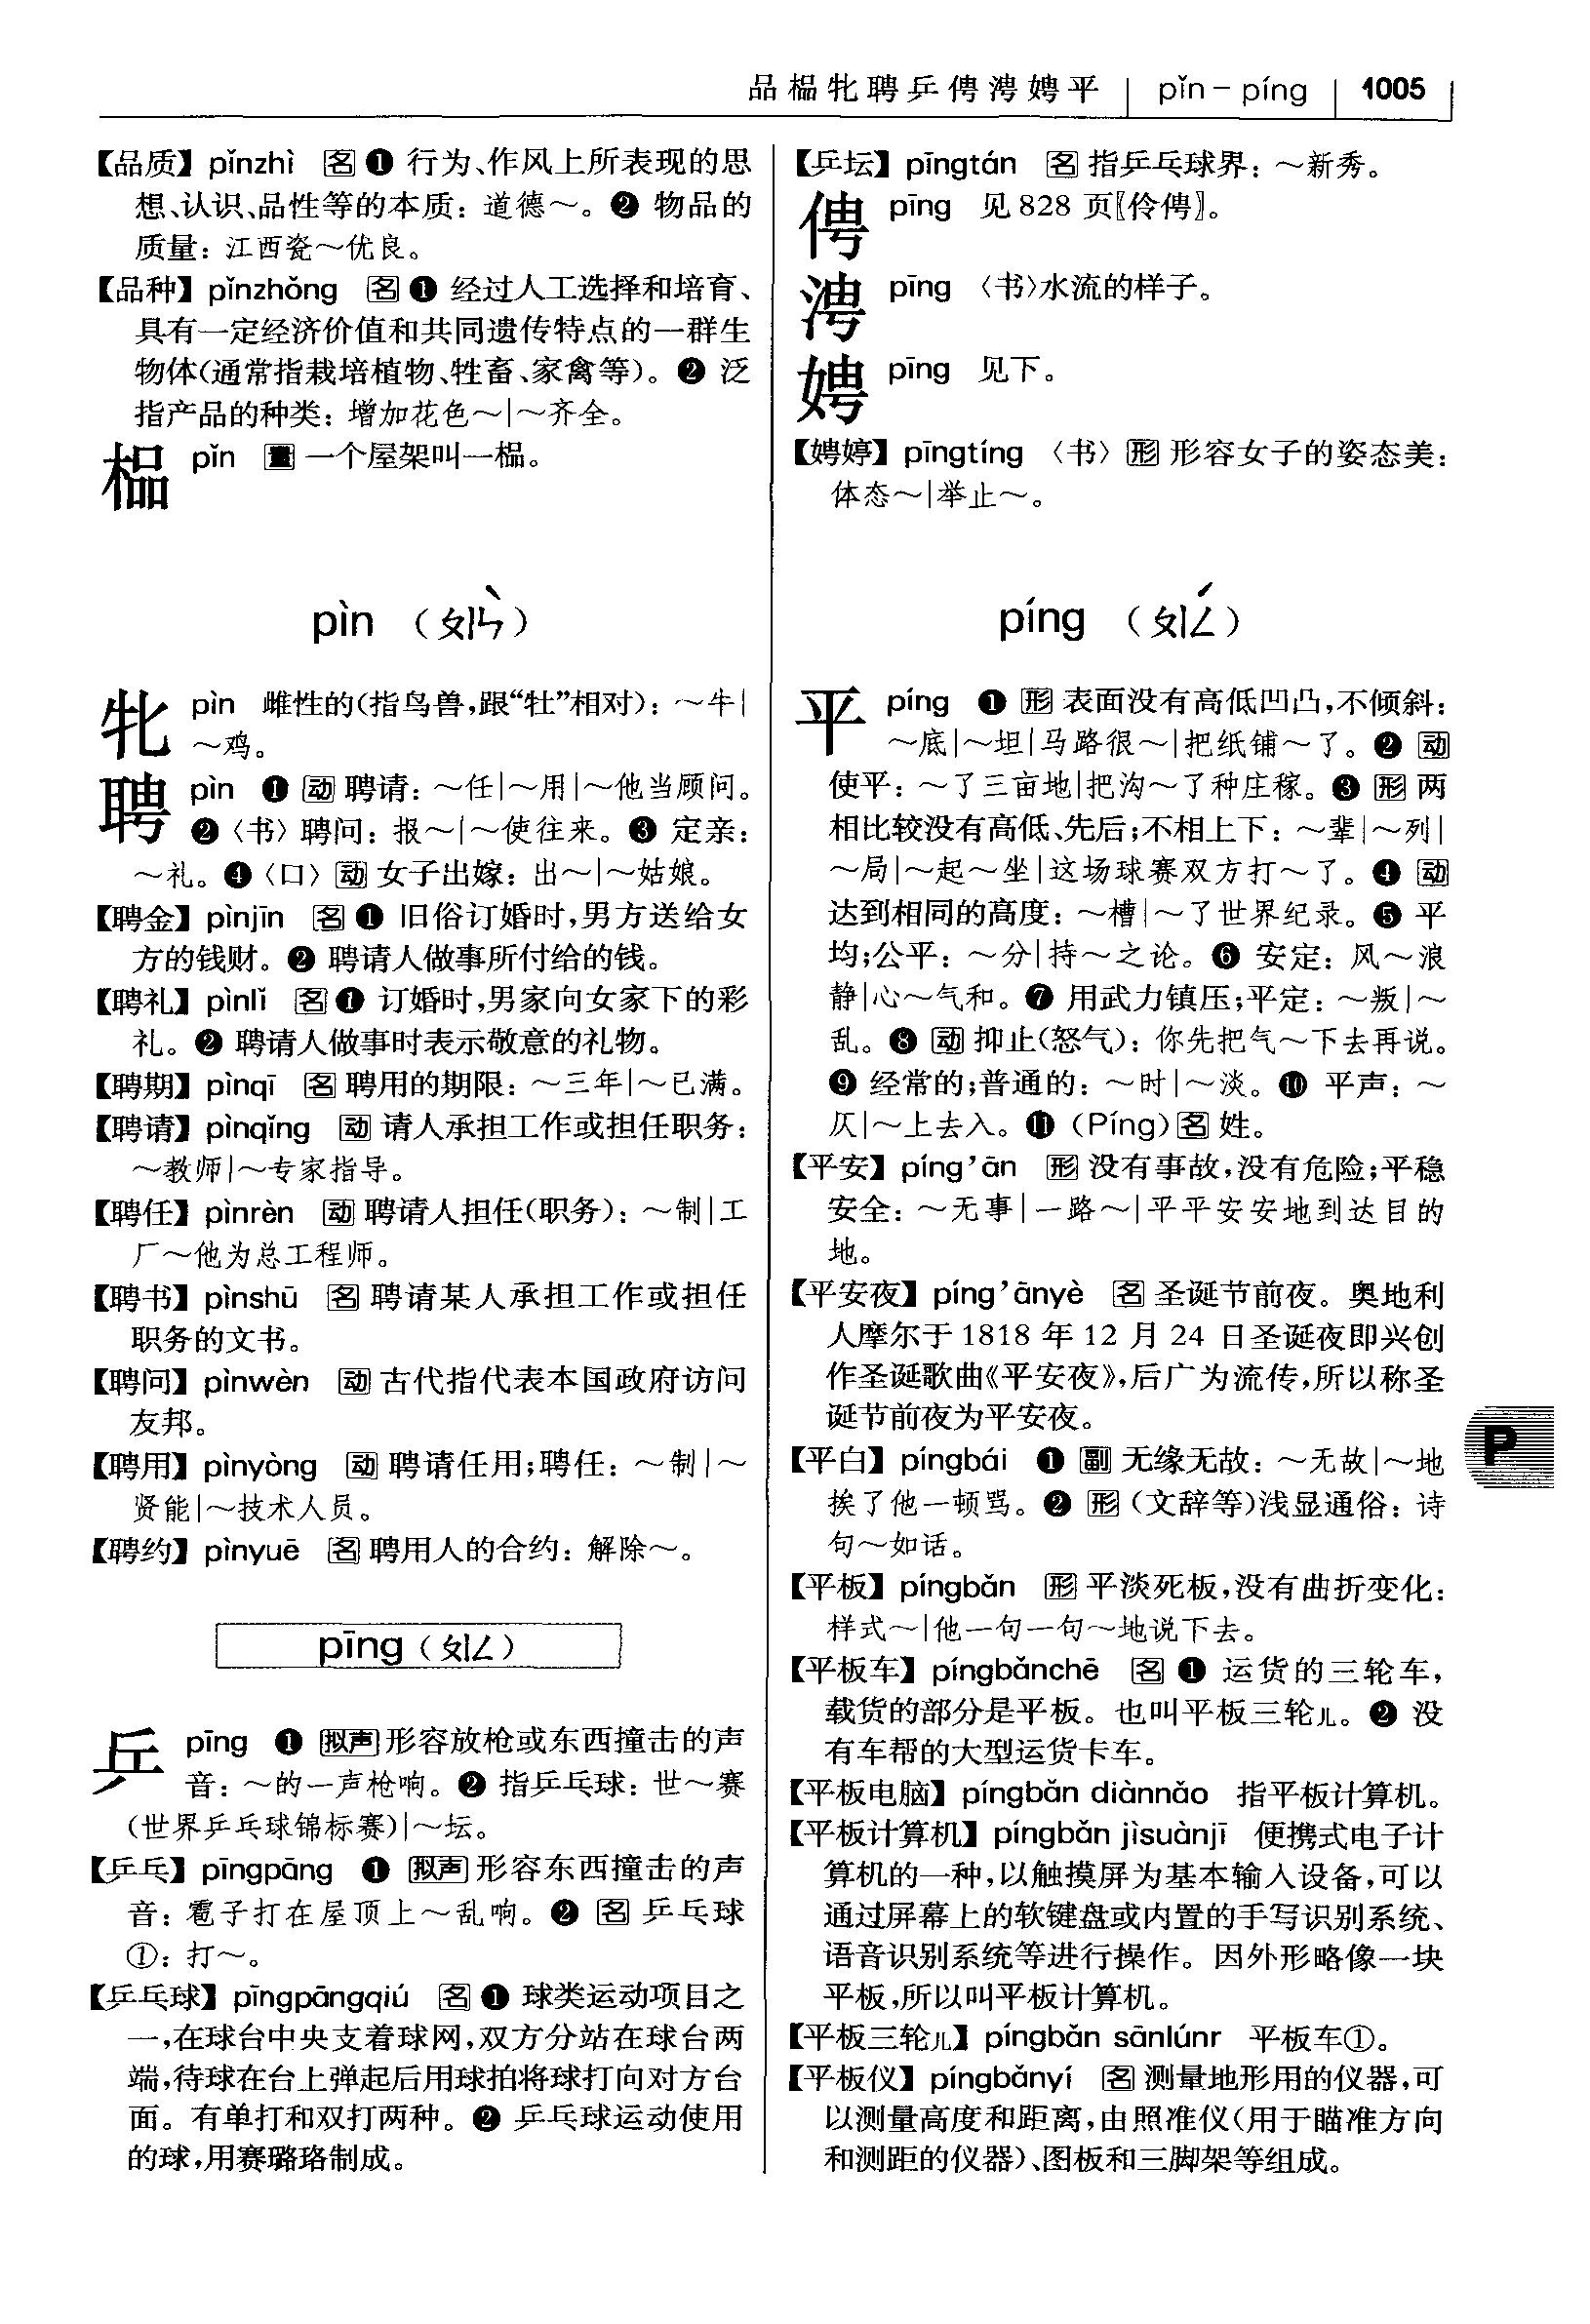 品榀牝聘乒俜涄娉平 pǐn – píng 1005
【品质】pǐnzhì 名❶ 行为、作风上所表现的思
想、认识、品性等的本质：道德～。❷ 物品的
质量：江西瓷～优良。
【品种】pǐnzhǒng 名❶ 经过人工选择和培育、
具有一定经济价值和共同遗传特点的一群生
物体(通常指栽培植物、牲畜、家禽等)。❷ 泛
指产品的种类：增加花色～|～齐全。
榀 pǐn 量 一个屋架叫一榀。
pìn （ㄆㄧㄣˋ）
牝 pìn 雌性的(指鸟兽，跟“牡”相对)：～牛|
～鸡。
聘 pìn ❶ 动 聘请：～任|～用|～他当顾问。
❷〈书〉聘问：报～|～使往来。❸ 定亲：
～礼。❹〈口〉动 女子出嫁：出～|～姑娘。
【聘金】pìnjīn 名❶ 旧俗订婚时，男方送给女
方的钱财。❷ 聘请人做事所付给的钱。
【聘礼】pìnlǐ 名❶ 订婚时，男家向女家下的彩
礼。❷ 聘请人做事时表示敬意的礼物。
【聘期】pìnqī 名 聘用的期限：～三年|～已满。
【聘请】pìnqǐng 动 请人承担工作或担任职务：
～教师|～专家指导。
【聘任】pìnrèn 动 聘请人担任(职务)：～制|工
厂～他为总工程师。
【聘书】pìnshū 名 聘请某人承担工作或担任
职务的文书。
【聘问】pìnwèn 动 古代指代表本国政府访问
友邦。
【聘用】pìnyòng 动 聘请任用；聘任：～制|～
贤能|～技术人员。
【聘约】pìnyuē 名 聘用人的合约：解除～。
pīng（ㄆㄧㄥ）
乒 pīng ❶ 拟声 形容放枪或东西撞击的声
音：～的一声枪响。❷ 指乒乓球：世～赛
(世界乒乓球锦标赛)|～坛。
【乒乓】pīngpāng ❶ 拟声 形容东西撞击的声
音：雹子打在屋顶上～乱响。❷ 名 乒乓球
①：打～。
【乒乓球】pīngpāngqiú 名❶ 球类运动项目之
一，在球台中央支着球网，双方分站在球台两
端，待球在台上弹起后用球拍将球打向对方台
面。有单打和双打两种。❷ 乒乓球运动使用
的球，用赛璐珞制成。
【乒坛】pīngtán 名 指乒乓球界：～新秀。
俜 pīng 见 828 页〖伶俜〗。
涄 pīng 〈书〉水流的样子。
娉 pīng 见下。
【娉婷】pīngtíng 〈书〉形 形容女子的姿态美：
体态～|举止～。
píng （ㄆㄧㄥˊ）
平 píng ❶ 形 表面没有高低凹凸，不倾斜：
～底|～坦|马路很～|把纸铺～了。❷ 动
使平：～了三亩地|把沟～了种庄稼。❸ 形 两
相比较没有高低、先后；不相上下：～辈|～列|
～局|～起～坐|这场球赛双方打～了。❹ 动
达到相同的高度：～槽|～了世界纪录。❺ 平
均；公平：～分|持～之论。❻ 安定：风～浪
静|心～气和。❼ 用武力镇压；平定：～叛|～
乱。❽ 动 抑止(怒气)：你先把气～下去再说。
❾ 经常的；普通的：～时|～淡。❿ 平声：～
仄|～上去入。⓫（Píng）名 姓。
【平安】píng’ān 形 没有事故，没有危险；平稳
安全：～无事|一路～|平平安安地到达目的
地。
【平安夜】píng’ānyè 名 圣诞节前夜。奥地利
人摩尔于 1818 年 12 月 24 日圣诞夜即兴创
作圣诞歌曲《平安夜》，后广为流传，所以称圣
诞节前夜为平安夜。
【平白】píngbái ❶ 副 无缘无故：～无故|～地
挨了他一顿骂。❷ 形（文辞等）浅显通俗：诗
句～如话。
【平板】píngbǎn 形 平淡死板，没有曲折变化：
样式～|他一句一句～地说下去。
【平板车】píngbǎnchē 名 ❶ 运货的三轮车，
载货的部分是平板。也叫平板三轮儿。❷ 没
有车帮的大型运货卡车。
【平板电脑】píngbǎn diànnǎo 指平板计算机。
【平板计算机】píngbǎn jìsuànjī 便携式电子计
算机的一种，以触摸屏为基本输入设备，可以
通过屏幕上的软键盘或内置的手写识别系统、
语音识别系统等进行操作。因外形略像一块
平板，所以叫平板计算机。
【平板三轮儿】píngbǎn sānlúnr 平板车①。
【平板仪】píngbǎnyí 名 测量地形用的仪器，可
以测量高度和距离，由照准仪(用于瞄准方向
和测距的仪器)、图板和三脚架等组成。
P